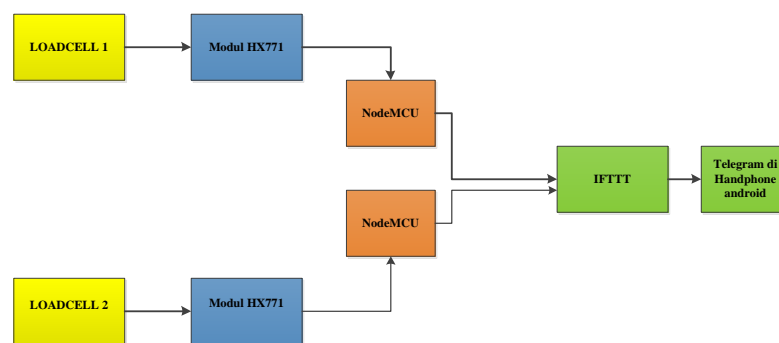 LOADCELL 1
Modul HX771
NodeMCU
IFTTT
Telegram di
Handphone
android
NodeMCU
LOADCELL 2
Modul HX771